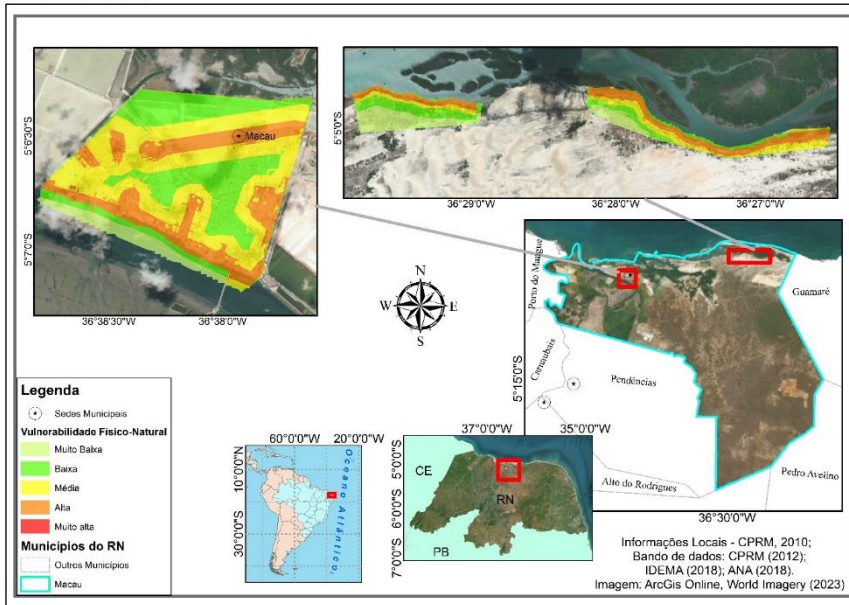 Macau
5°6'30"S
5°7'0"S
36°38'30"W
36°38'0"W
5°5'0"S
36°29'0"W
36°28'0"W
36°27'0"W
N
W
E
S
Porto do Mangue
Guamaré
Carnaubais
Pendências
5°15'0"S
Alto do Rodrigues
Pedro Avelino
36°30'0"W
Legenda
Sedes Municipais
Vulnerabilidade Físico-Natural
Muito Baixa
Baixa
Média
Alta
Muito alta
Municípios do RN
Outros Municípios
Macau
60°0'0"W
20°0'0"W
10°0'0"N
10°0'0"S
30°0'0"S
Oceano Atlântico,
37°0'0"W
35°0'0"W
5°0'0"S
6°0'0"S
7°0'0"S
CE
RN
PB
Informações Locais - CPRM, 2010;
Bando de dados: CPRM (2012);
IDEMA (2018); ANA (2018).
Imagem: ArcGis Online, World Imagery (2023)